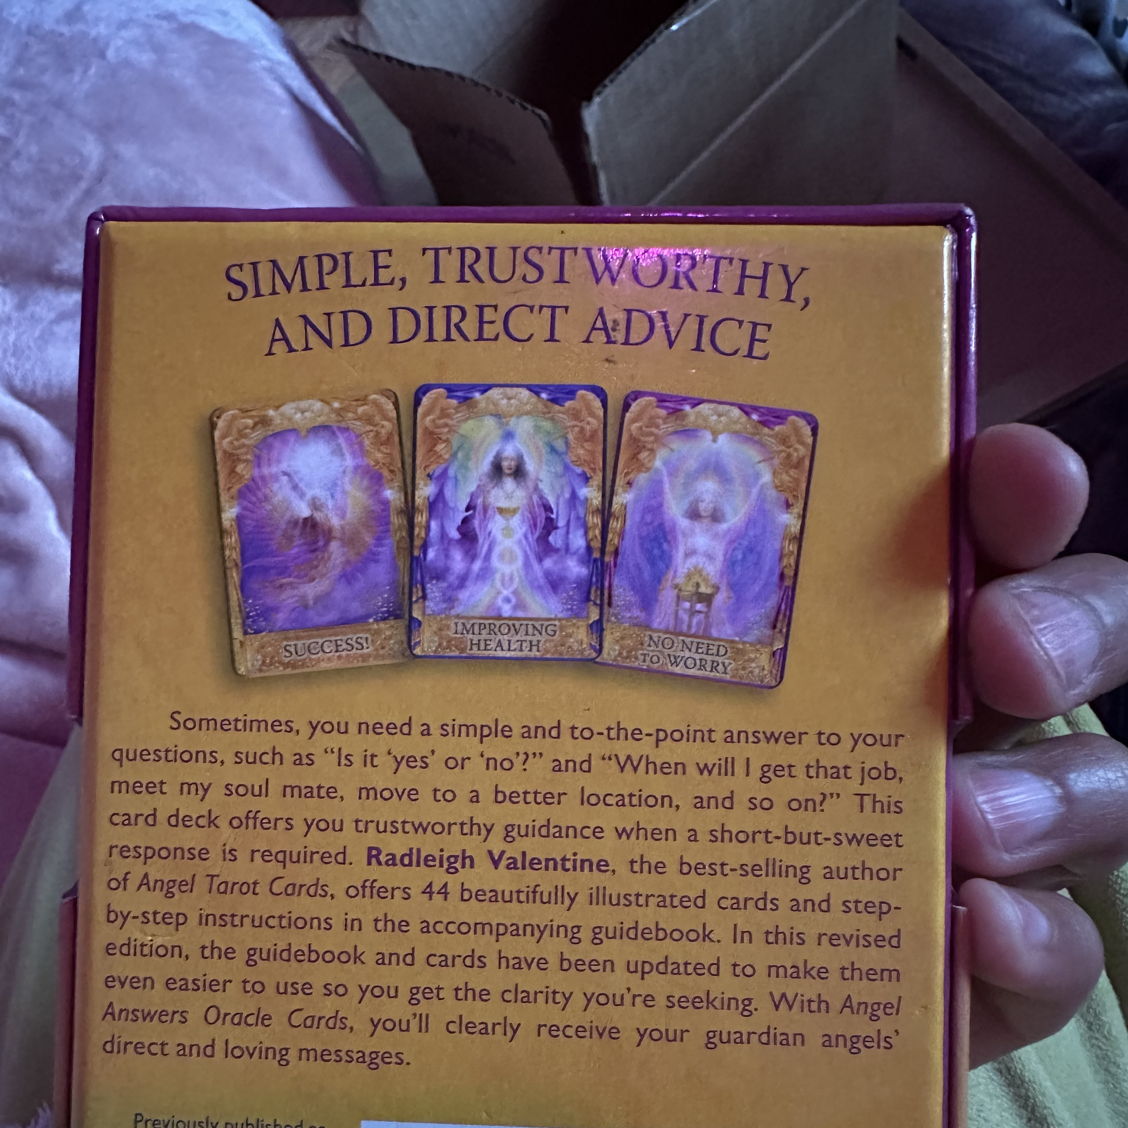 SIMPLE, TRUSTWORTHY,
AND DIRECT ADVICE
SUCCESS!
IMPROVING
HEALTH
NO NEED
TO WORRY
Sometimes, you need a simple and to-the-point answer to your
questions, such as “Is it ‘yes’ or ‘no’?” and “When will I get that job,
meet my soul mate, move to a better location, and so on?” This
card deck offers you trustworthy guidance when a short-but-sweet
response is required. Radleigh Valentine, the best-selling author
of Angel Tarot Cards, offers 44 beautifully illustrated cards and step-
by-step instructions in the accompanying guidebook. In this revised
edition, the guidebook and cards have been updated to make them
even easier to use so you get the clarity you’re seeking. With Angel
Answers Oracle Cards, you’ll clearly receive your guardian angels’
direct and loving messages.
Previously published as